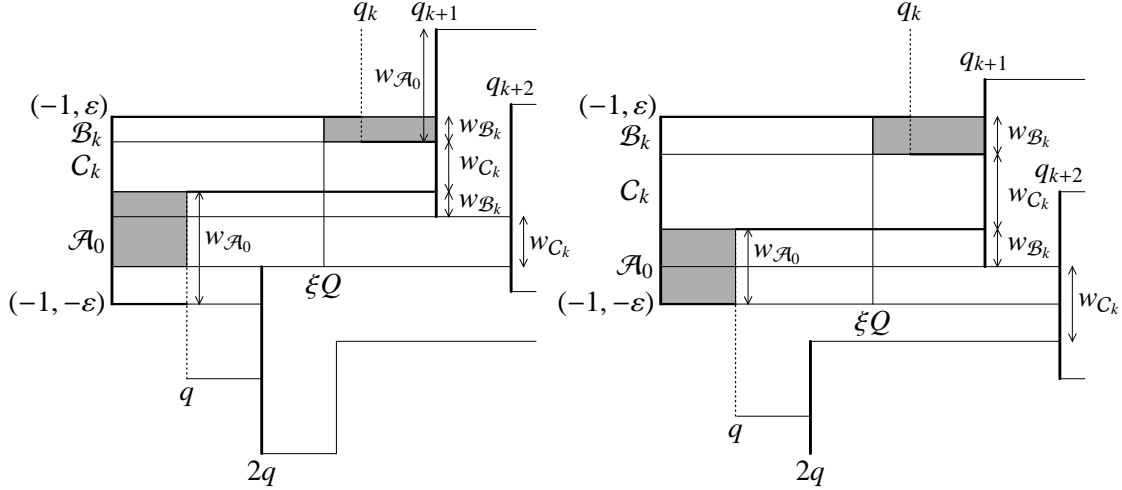 q_k
q_{k+1}
w_{𝒜_0}
q_{k+2}
(−1, ε)
ℬ_k
w_{ℬ_k}
𝒞_k
w_{𝒞_k}
w_{ℬ_k}
𝒜_0
w_{𝒜_0}
w_{𝒞_k}
ξQ
(−1, −ε)
q
2q
q_k
q_{k+1}
(−1, ε)
ℬ_k
w_{ℬ_k}
q_{k+2}
𝒞_k
w_{𝒞_k}
w_{𝒜_0}
w_{ℬ_k}
𝒜_0
(−1, −ε)
w_{𝒞_k}
ξQ
q
2q